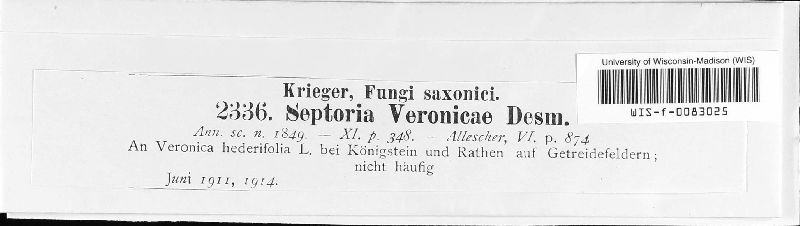 Krieger, Fungi saxonici.
2336. Septoria Veronicae Desm.
Ann. sc. n. 1849. — XI. p. 348. — Allescher, VI. p. 874
An Veronica hederifolia L. bei Königstein und Rathen auf Getreidefeldern;
nicht häufig
Juni 1911, 1914.
University of Wisconsin-Madison (WIS)
WIS-f-0083025